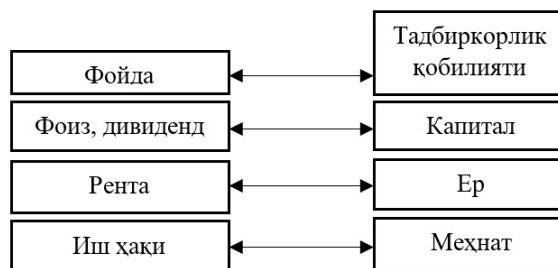 Фойда
Тадбиркорлик
қобилияти
Фоиз, дивиденд
Капитал
Рента
Ер
Иш ҳақи
Меҳнат